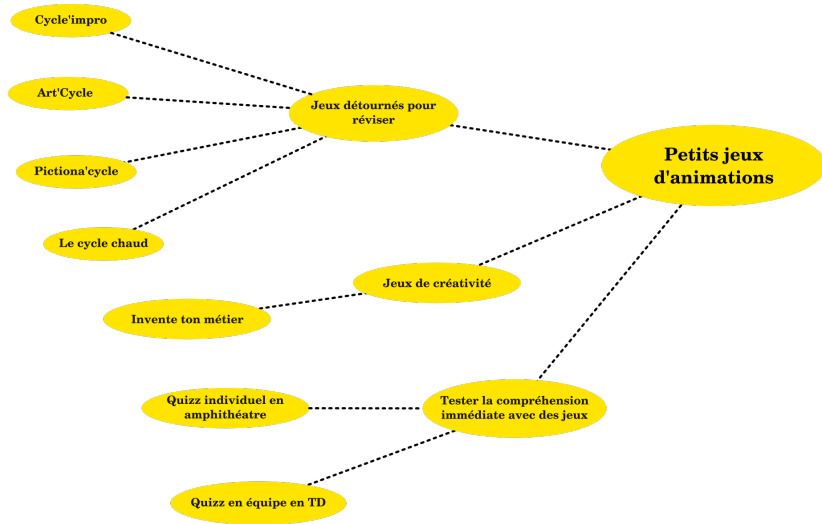 Cycle'impro
Art'Cycle
Jeux détournés pour
réviser
Petits jeux
d'animations
Pictiona'cycle
Le cycle chaud
Jeux de créativité
Invente ton métier
Quizz individuel en
amphithéatre
Tester la compréhension
immédiate avec des jeux
Quizz en équipe en TD